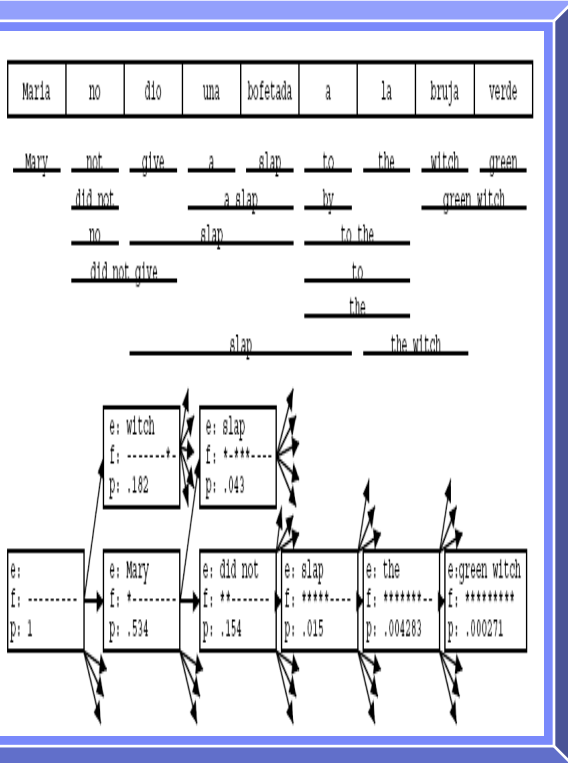 Maria no dio una bofetada a la bruja verde
Mary not give a slap to the witch green
did not a slap by green witch
no slap to the
did not give to
the
slap the witch
e: witch e: slap
f: -------*- f: *-***----
p: .182 p: .043
e: e: Mary e: did not e: slap e: the e:green witch
f: --------- f: *-------- f: **------- f: *****---- f: *******-- f: *********
p: 1 p: .534 p: .154 p: .015 p: .004283 p: .000271